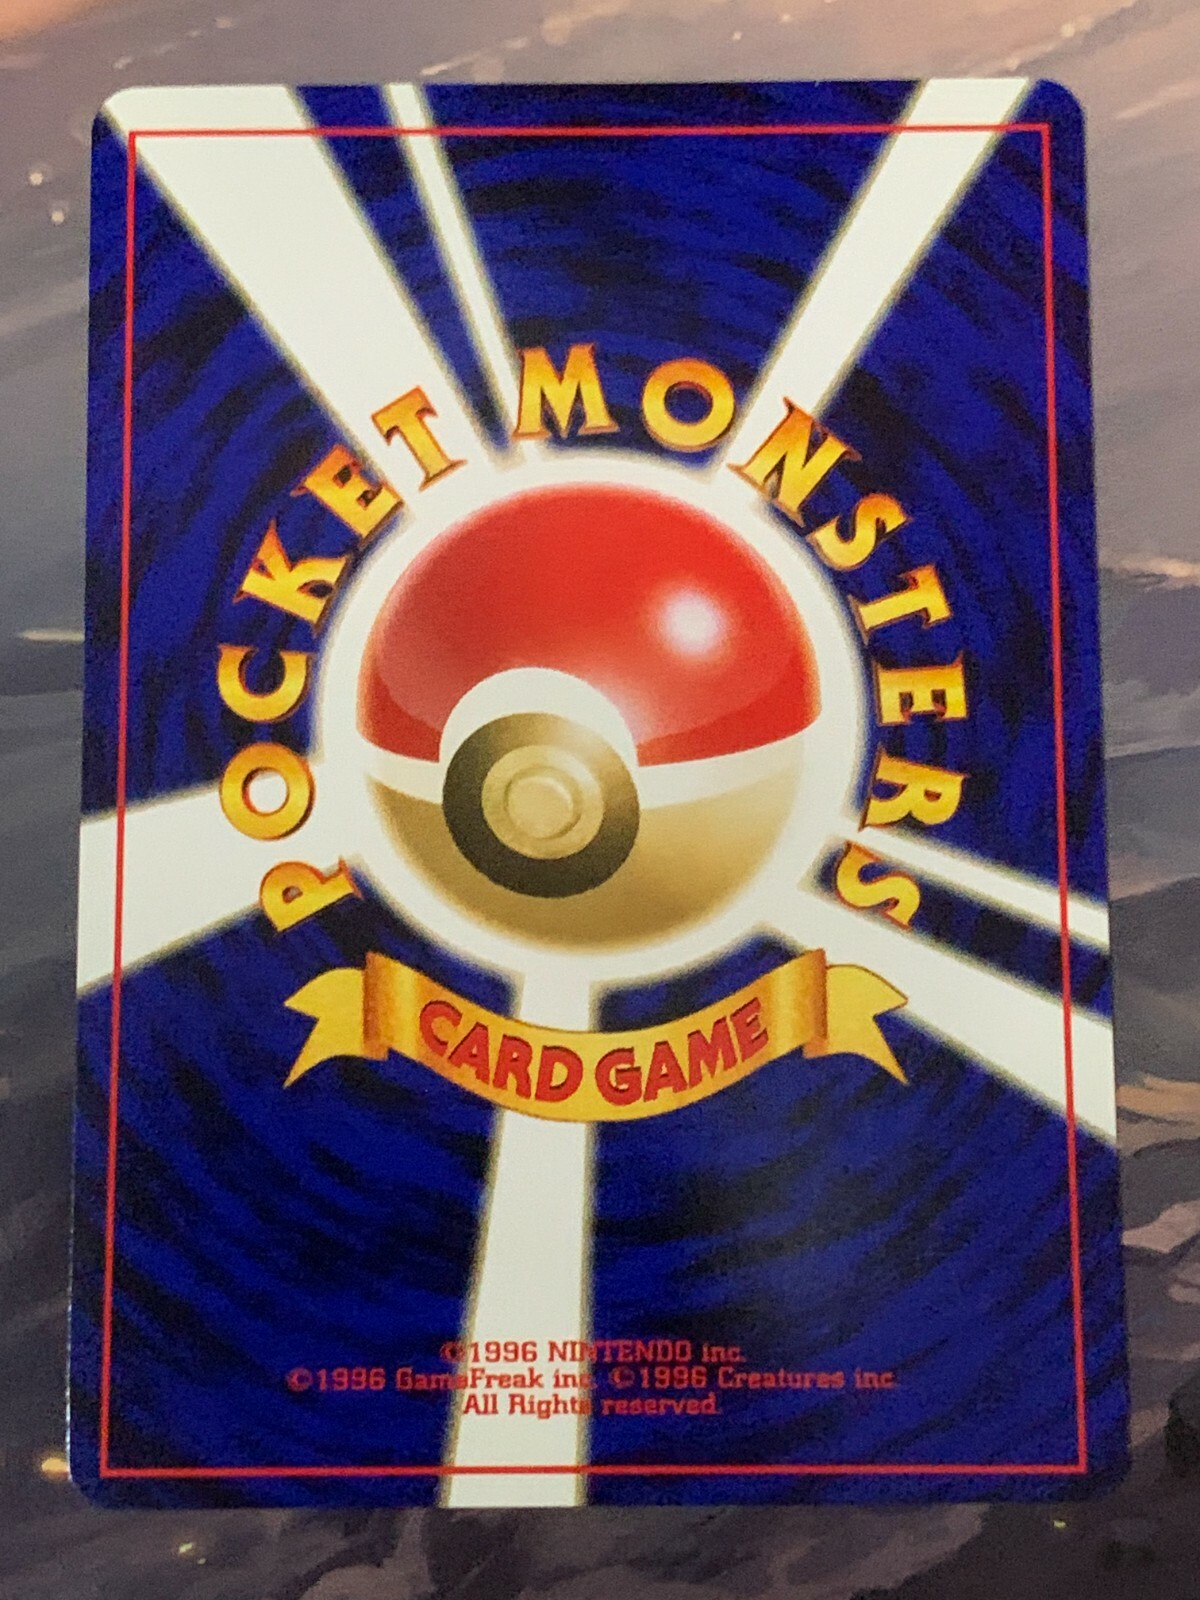 POCKET MONSTERS
CARD GAME
©1996 NINTENDO inc.
©1996 GameFreak inc. ©1996 Creatures inc.
All Rights reserved.